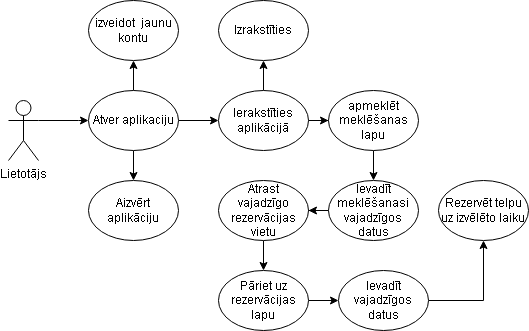 izveidot jaunu
kontu
Izrakstīties
Lietotājs
Atver aplikaciju
Ierakstīties
aplikācijā
apmeklēt
meklēšanas
lapu
Aizvērt
aplikāciju
Atrast
vajadzīgo
rezervācijas
vietu
Ievadīt
meklēšanasi
vajadzīgos
datus
Rezervēt telpu
uz izvēlēto laiku
Pāriet uz
rezervācijas
lapu
Ievadīt
vajadzīgos
datus